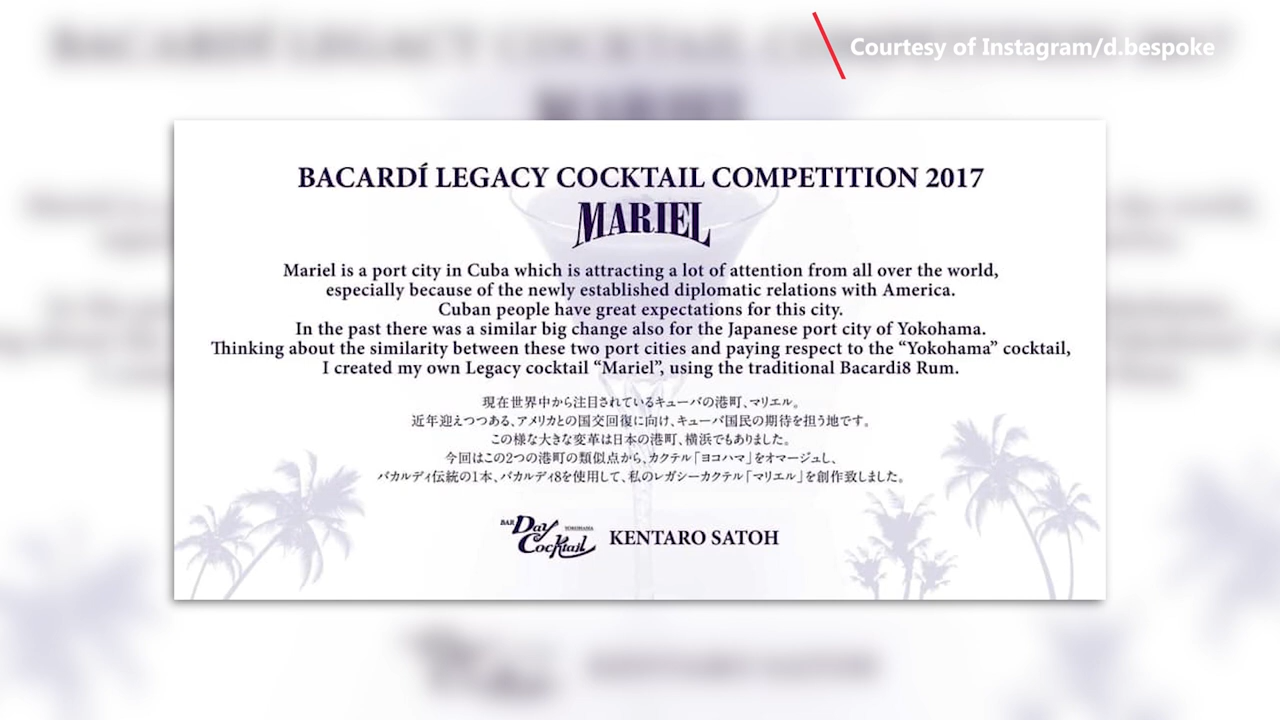 Courtesy of Instagram/d.bespoke
BACARDÍ LEGACY COCKTAIL COMPETITION 2017
MARIEL
Mariel is a port city in Cuba which is attracting a lot of attention from all over the world,
especially because of the newly established diplomatic relations with America.
Cuban people have great expectations for this city.
In the past there was a similar big change also for the Japanese port city of Yokohama.
Thinking about the similarity between these two port cities and paying respect to the “Yokohama” cocktail,
I created my own Legacy cocktail “Mariel”, using the traditional Bacardi8 Rum.
現在世界中から注目されているキューバの港町、マリエル。
近年迎えつつある、アメリカとの国交回復に向け、キューバ国民の期待を担う地です。
この様な大きな変革は日本の港町、横浜でもありました。
今回はこの2つの港町の類似点から、カクテル「ヨコハマ」をオマージュし、
バカルディ伝統の1本、バカルディ8を使用して、私のレガシーカクテル「マリエル」を創作致しました。
BAR Day Cocktail YOKOHAMA KENTARO SATOH